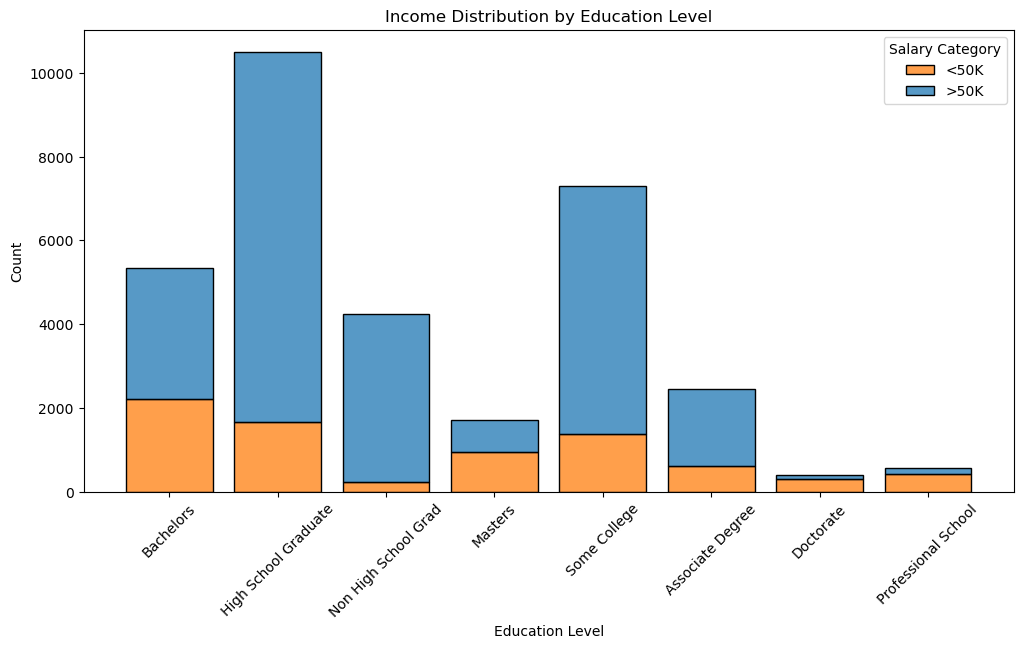 Income Distribution by Education Level
Salary Category
<50K
>50K
Count
10000
8000
6000
4000
2000
0
Bachelors
High School Graduate
Non High School Grad
Masters
Some College
Associate Degree
Doctorate
Professional School
Education Level